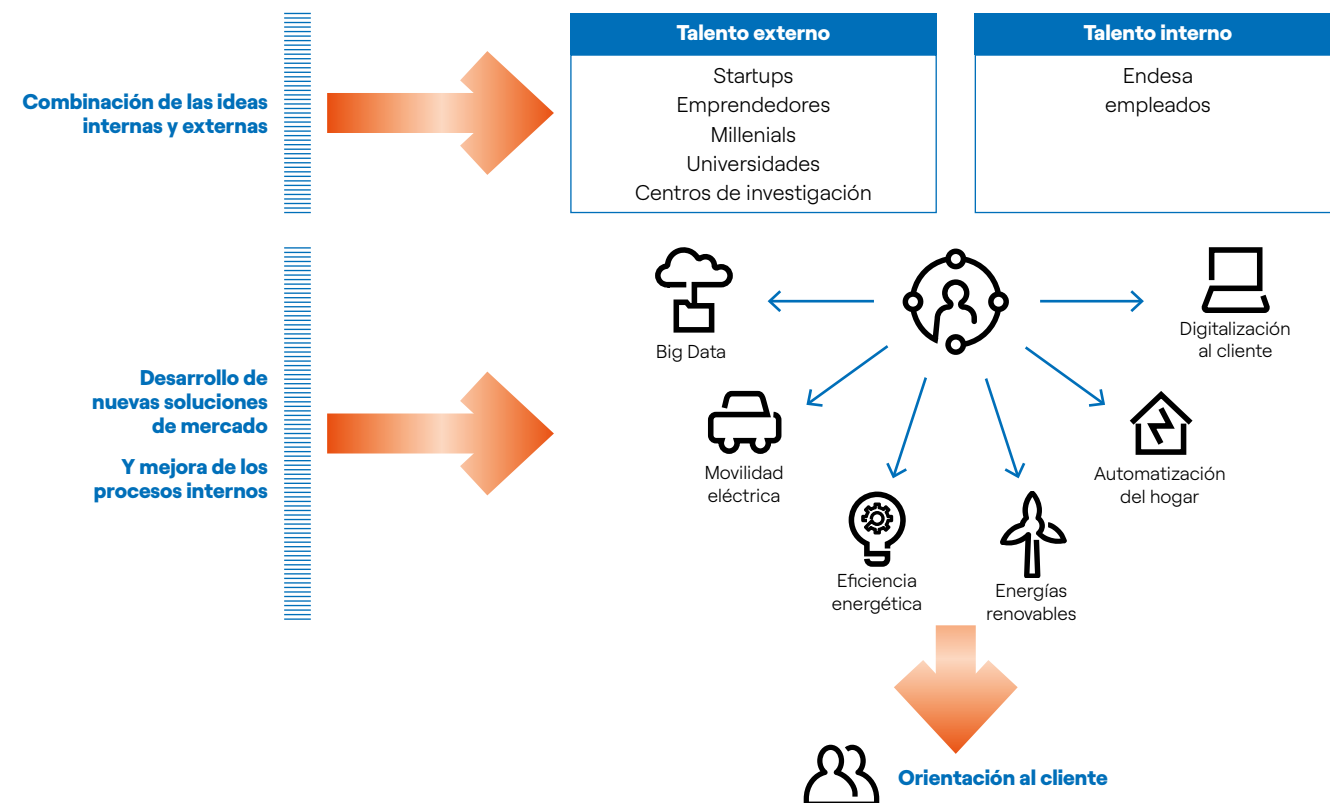 Combinación de las ideas
internas y externas
Talento externo
Startups
Emprendedores
Millenials
Universidades
Centros de investigación
Talento interno
Endesa
empleados
Desarrollo de
nuevas soluciones
de mercado
Y mejora de los
procesos internos
Big Data
Digitalización
al cliente
Movilidad
eléctrica
Automatización
del hogar
Eficiencia
energética
Energías
renovables
Orientación al cliente